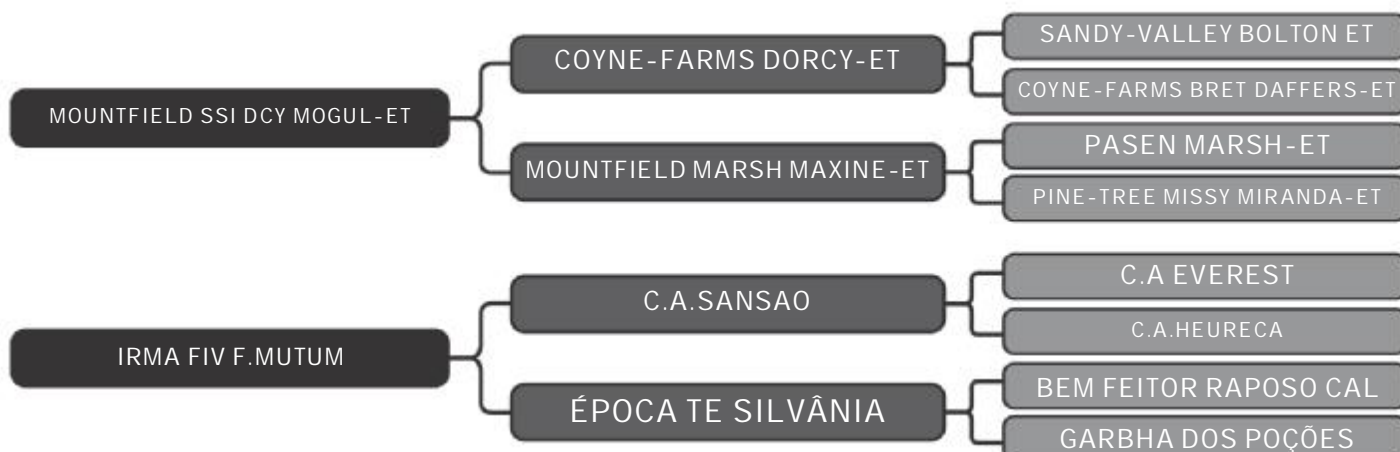 MOUNTFIELD SSI DCY MOGUL-ET
COYNE-FARMS DORCY-ET
SANDY-VALLEY BOLTON ET
COYNE-FARMS BRET DAFFERS-ET
MOUNTFIELD MARSH MAXINE-ET
PASEN MARSH-ET
PINE-TREE MISSY MIRANDA-ET
IRMA FIV F.MUTUM
C.A.SANSAO
C.A EVEREST
C.A.HEURECA
ÉPOCA TE SILVÂNIA
BEM FEITOR RAPOSO CAL
GARBHA DOS POÇÕES